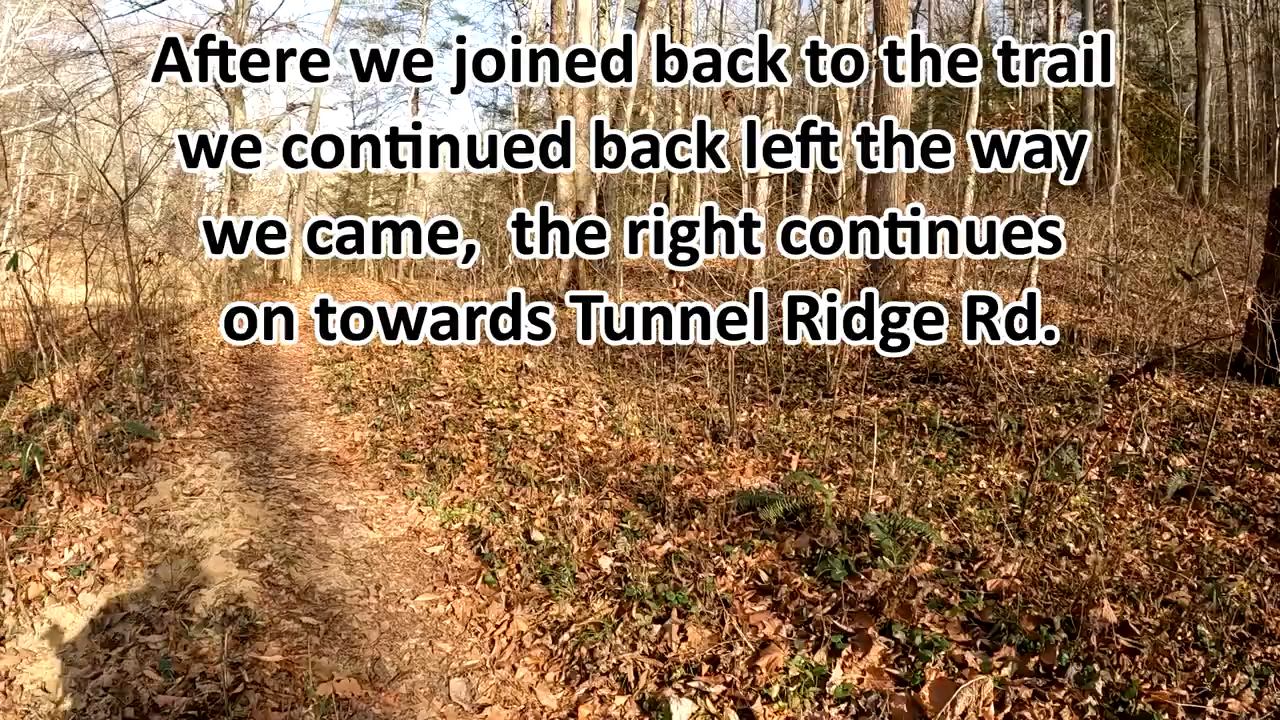 Aftere we joined back to the trail
we continued back left the way
we came,  the right continues
on towards Tunnel Ridge Rd.